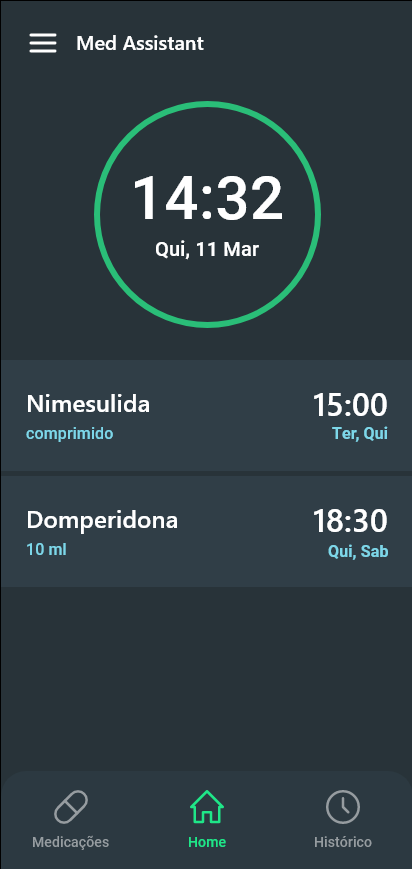 Med Assistant
14:32
Qui, 11 Mar
Nimesulida
15:00
comprimido
Ter, Qui
Domperidona
18:30
10 ml
Qui, Sab
Medicações
Home
Histórico